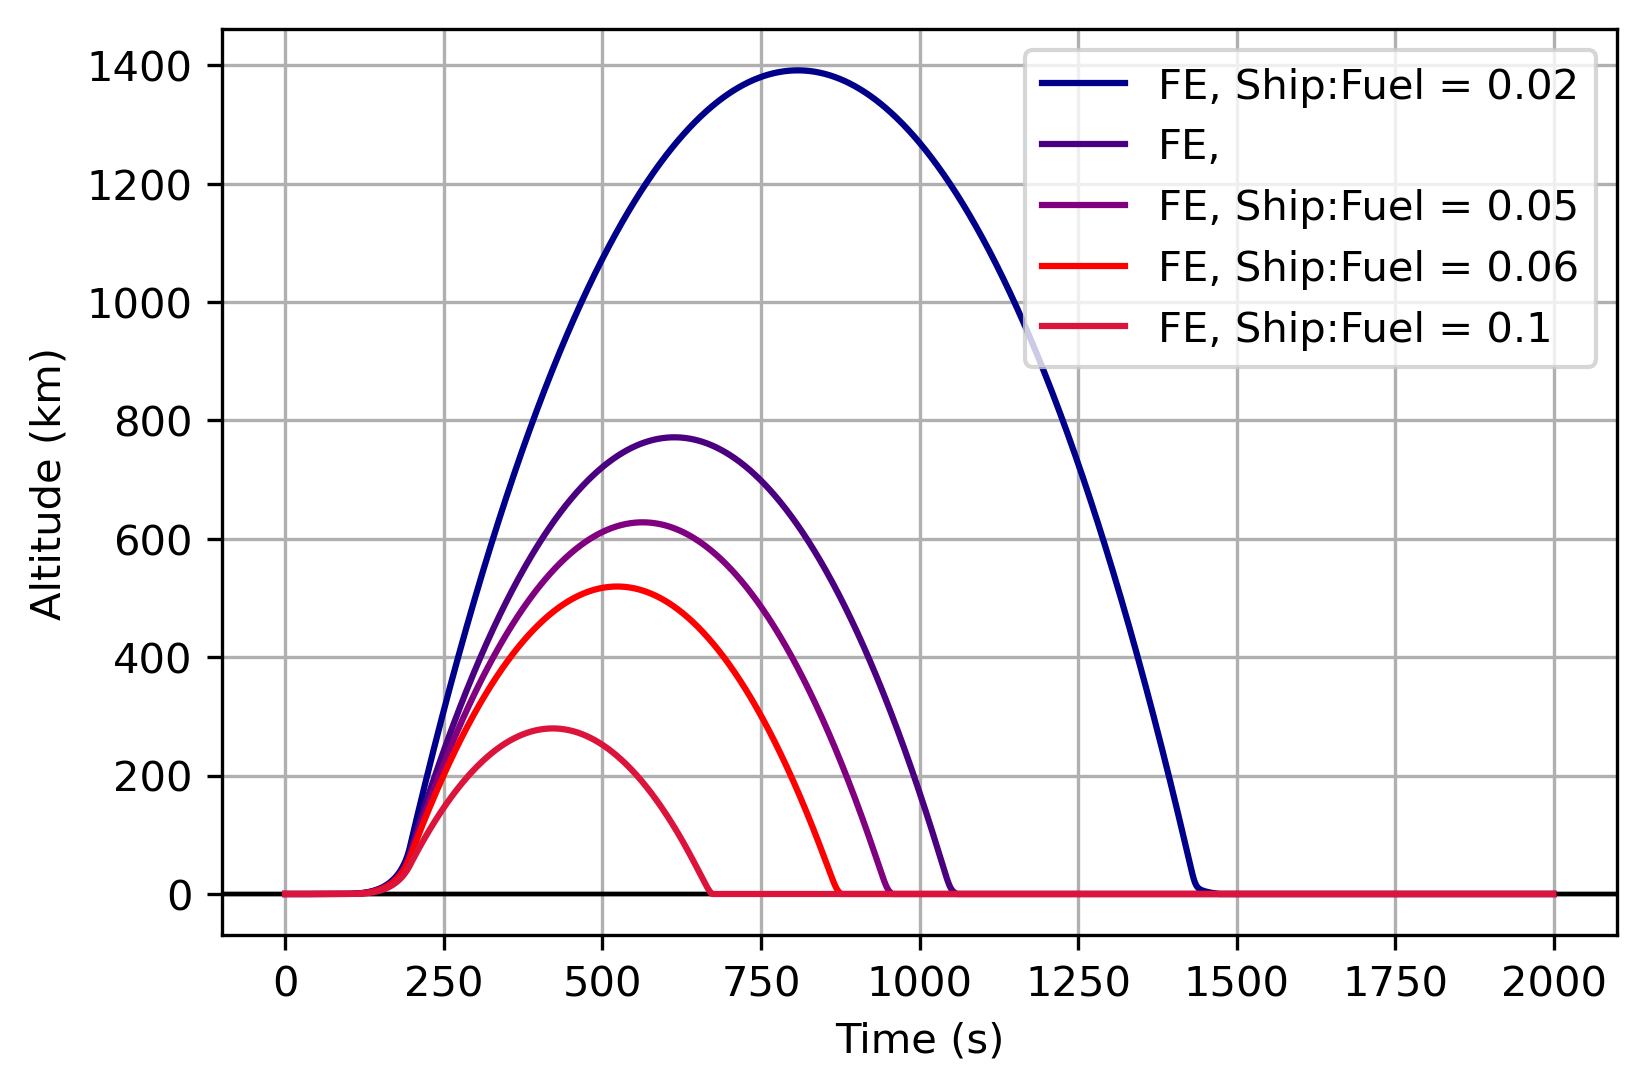 1400
1200
1000
800
600
400
200
0
Altitude (km)
FE, Ship:Fuel = 0.02
FE,
FE, Ship:Fuel = 0.05
FE, Ship:Fuel = 0.06
FE, Ship:Fuel = 0.1
0 250 500 750 1000 1250 1500 1750 2000
Time (s)